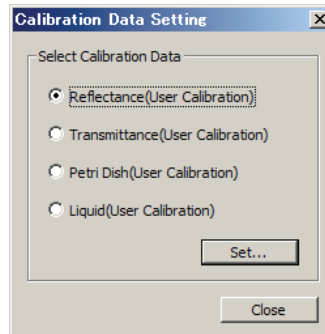 Calibration Data Setting
Select Calibration Data
Reflectance(User Calibration)
Transmittance(User Calibration)
Petri Dish(User Calibration)
Liquid(User Calibration)
Set...
Close